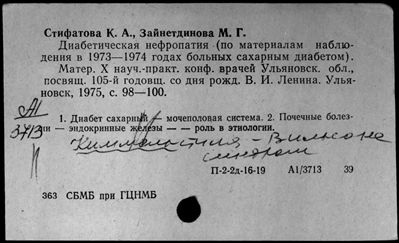 Стифатова К. А., Зайнетдинова М. Г.
Диабетическая нефропатия (по материалам наблю-
дения в 1973—1974 годах больных сахарным диабетом).
Матер. X науч.-практ. конф. врачей Ульяновск. обл.,
посвящ. 105-й годовщ. со дня рожд. В. И. Ленина. Улья-
новск, 1975, с. 98—100.
А1
3713
1. Диабет сахарный — мочеполовая система. 2. Почечные болез-
ни — эндокринные железы — — роль в этнологии.
Киммелстила - Вильсона
синдром
П-2-2д-16-19 А1/3713 39
363 СБМБ при ГЦНМБ